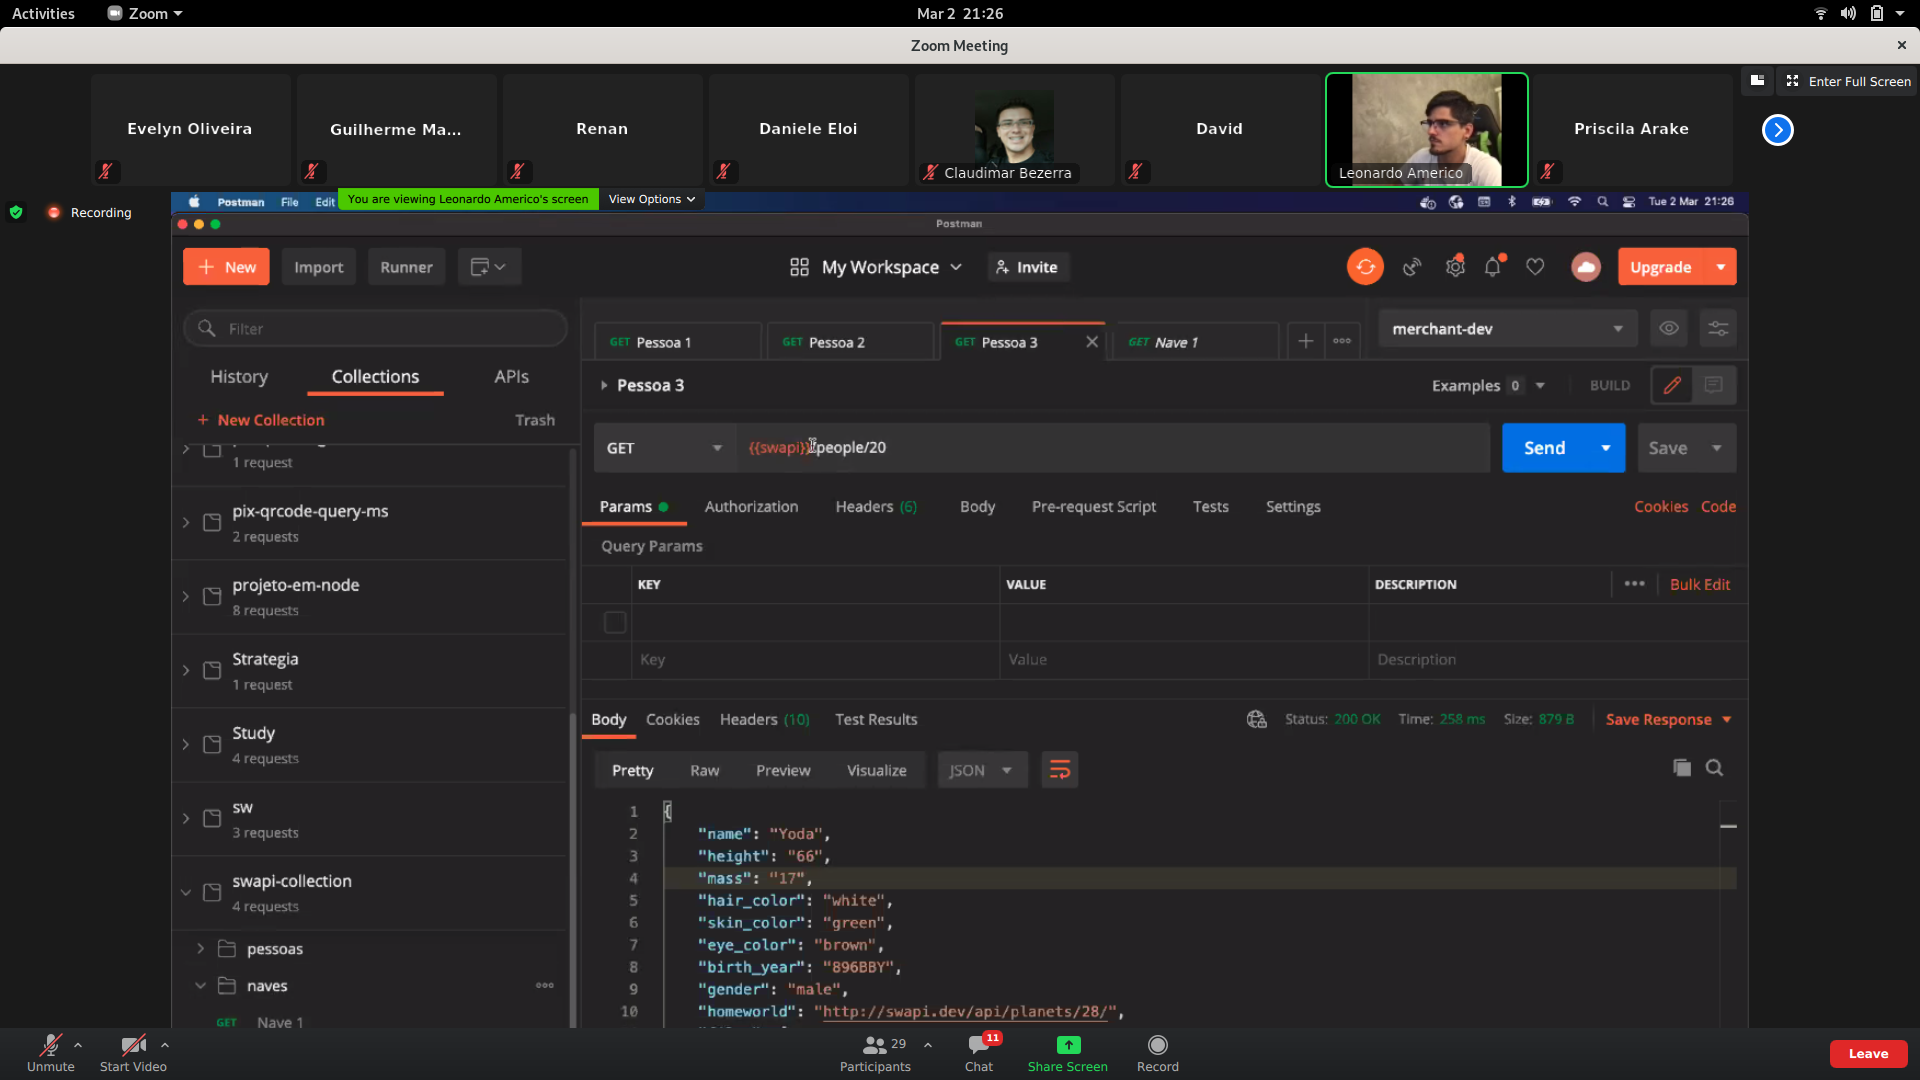 Activities Zoom Mar 2 21:26
Zoom Meeting
Enter Full Screen
Evelyn Oliveira Guilherme Ma... Renan Daniele Eloi David Priscila Arake
Claudimar Bezerra Leonardo Americo
Postman File Edit You are viewing Leonardo Americo's screen View Options Tue 2 Mar 21:26
Recording
Postman
+ New Import Runner My Workspace Invite Upgrade
Filter
GET Pessoa 1 GET Pessoa 2 GET Pessoa 3 GET Nave 1 merchant-dev
History Collections APIs
Pessoa 3 Examples 0 BUILD
+ New Collection Trash
GET {{swapi}}/people/20 Send Save
1 request
pix-qrcode-query-ms
2 requests
Params Authorization Headers (6) Body Pre-request Script Tests Settings Cookies Code
Query Params
projeto-em-node
8 requests
KEY VALUE DESCRIPTION Bulk Edit
Strategia
1 request
Key Value Description
Study
4 requests
Body Cookies Headers (10) Test Results Status: 200 OK Time: 258 ms Size: 879 B Save Response
Pretty Raw Preview Visualize JSON
sw
3 requests
swapi-collection
4 requests
pessoas
naves
GET Nave 1
1 {
2 "name": "Yoda",
3 "height": "66",
4 "mass": "17",
5 "hair_color": "white",
6 "skin_color": "green",
7 "eye_color": "brown",
8 "birth_year": "896BBY",
9 "gender": "male",
10 "homeworld": "http://swapi.dev/api/planets/28/",
Unmute Start Video Participants 29 Chat 11 Share Screen Record Leave